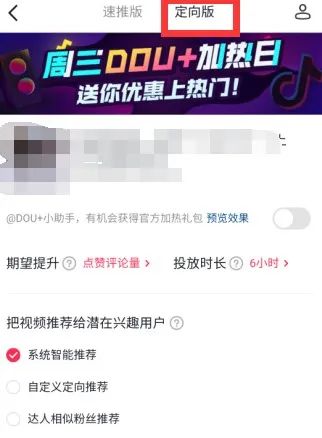 速推版 定向版
周三DOU+加热日
送你优惠上热门!
@DOU+小助手，有机会获得官方加热礼包 预览效果
期望提升 ? 点赞评论量 > 投放时长 ? 6小时 >
把视频推荐给潜在兴趣用户 ?
系统智能推荐
自定义定向推荐
达人相似粉丝推荐